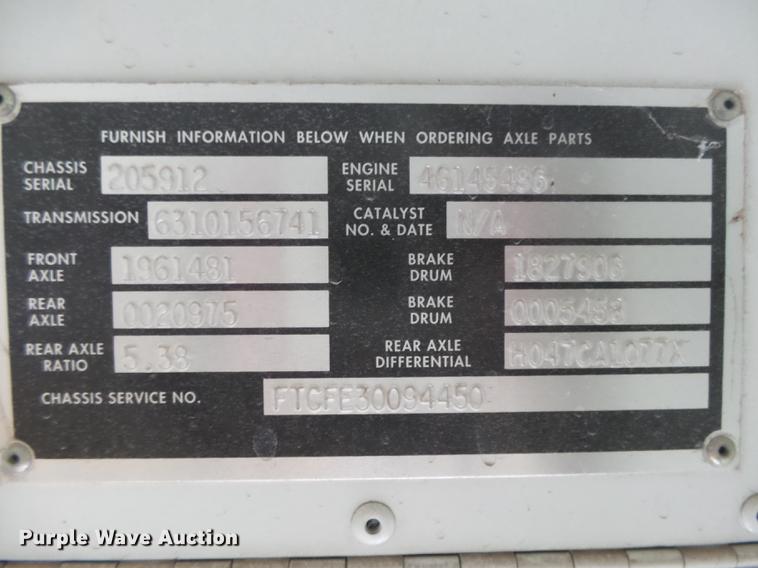 FURNISH INFORMATION BELOW WHEN ORDERING AXLE PARTS
CHASSIS SERIAL 205912 ENGINE SERIAL 46145486
TRANSMISSION 6310156741 CATALYST NO. & DATE N/A
FRONT AXLE 1961481 BRAKE DRUM 1827906
REAR AXLE 0020975 BRAKE DRUM 0005453
REAR AXLE RATIO 5.38 REAR AXLE DIFFERENTIAL H047CA1077X
CHASSIS SERVICE NO. FTCFE30094450
Purple Wave Auction